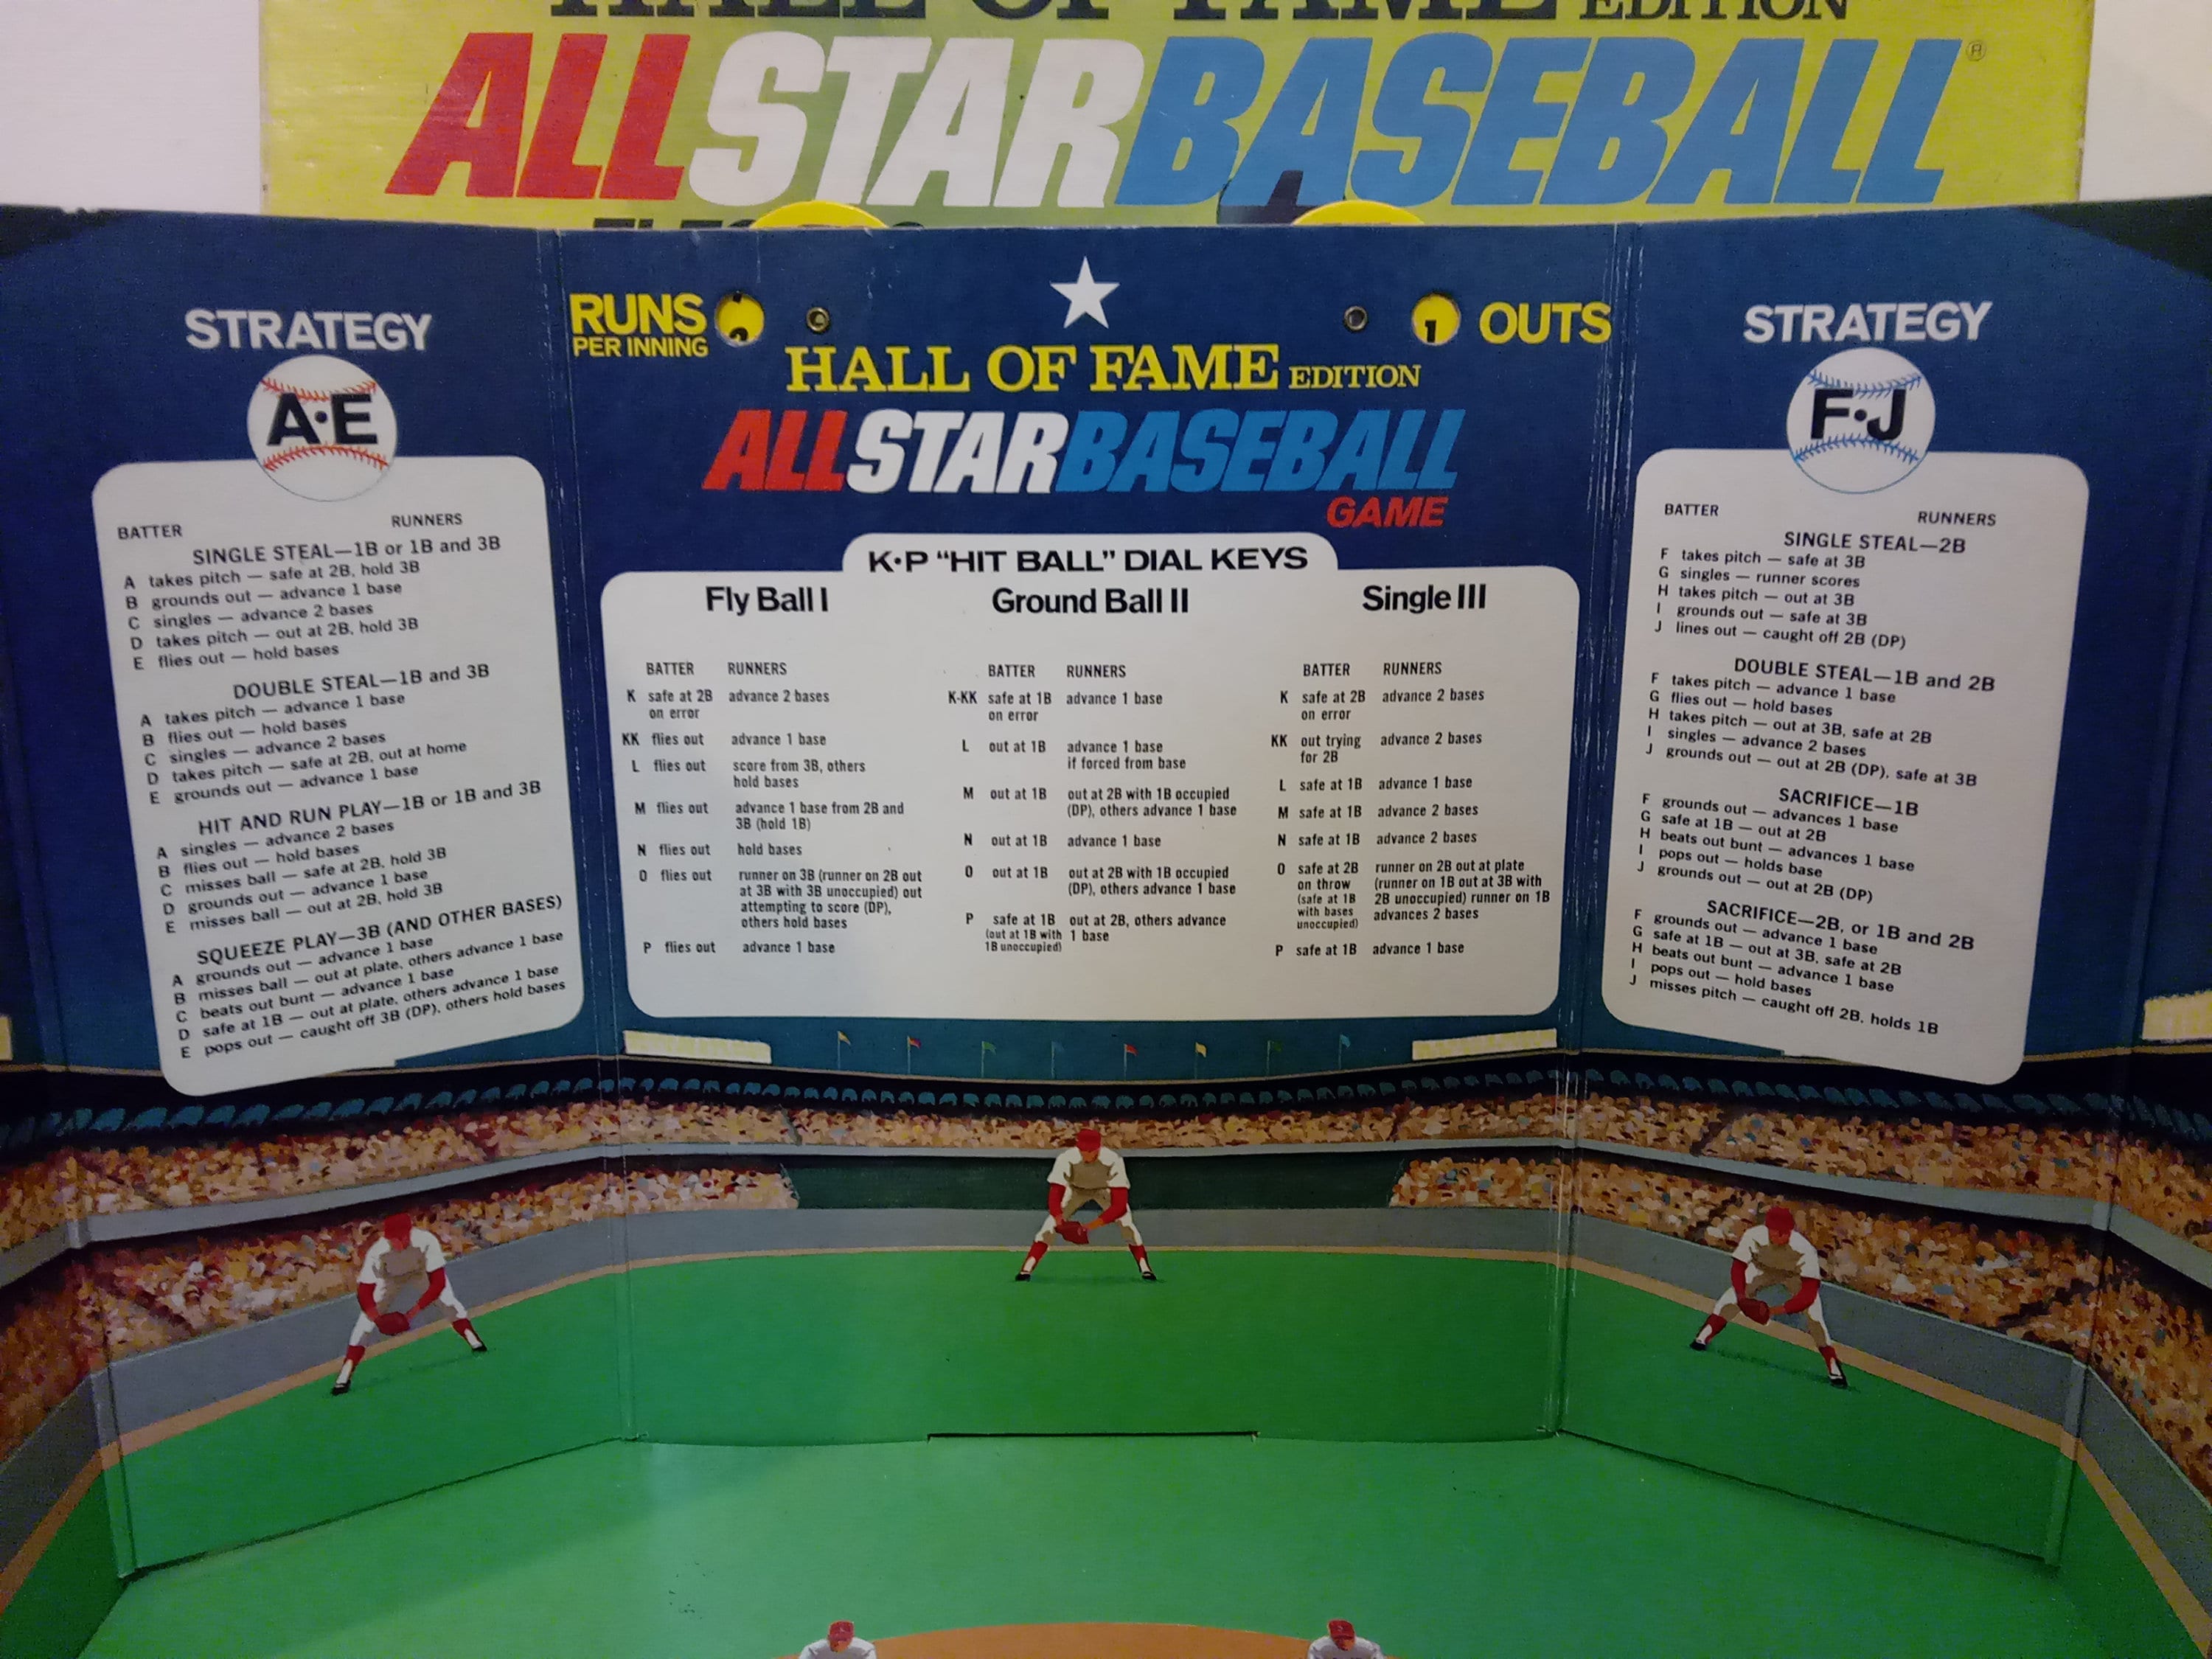 HALL OF FAME EDITION
ALLSTARBASEBALL®
STRATEGY
A•E
BATTER RUNNERS
SINGLE STEAL—1B or 1B and 3B
A takes pitch — safe at 2B, hold 3B
B grounds out — advance 1 base
C singles — advance 2 bases
D takes pitch — out at 2B, hold 3B
E flies out — hold bases
DOUBLE STEAL—1B and 3B
A takes pitch — advance 1 base
B flies out — hold bases
C singles — advance 2 bases
D takes pitch — safe at 2B, out at home
E grounds out — advance 1 base
HIT AND RUN PLAY—1B or 1B and 3B
A singles — advance 2 bases
B flies out — hold bases
C misses ball — safe at 2B, hold 3B
D grounds out — advance 1 base
E misses ball — out at 2B, hold 3B
SQUEEZE PLAY—3B (AND OTHER BASES)
A grounds out — advance 1 base
B misses ball — out at plate, others advance 1 base
C beats out bunt — advance 1 base
D safe at 1B — out at plate, others advance 1 base
E pops out — caught off 3B (DP), others hold bases
RUNS
PER INNING
1 OUTS
HALL OF FAME EDITION
ALLSTARBASEBALL
GAME
K•P “HIT BALL” DIAL KEYS
Fly Ball I
BATTER RUNNERS
K safe at 2B advance 2 bases
on error
KK flies out advance 1 base
L flies out score from 3B, others
hold bases
M flies out advance 1 base from 2B and
3B (hold 1B)
N flies out hold bases
O flies out runner on 3B (runner on 2B out
at 3B with 3B unoccupied) out
attempting to score (DP),
others hold bases
P flies out advance 1 base
Ground Ball II
BATTER RUNNERS
K-KK safe at 1B advance 1 base
on error
L out at 1B advance 1 base
if forced from base
M out at 1B out at 2B with 1B occupied
(DP), others advance 1 base
N out at 1B advance 1 base
O out at 1B out at 2B with 1B occupied
(DP), others advance 1 base
P safe at 1B out at 2B, others advance
(out at 1B with 1 base
1B unoccupied)
Single III
BATTER RUNNERS
K safe at 2B advance 2 bases
on error
KK out trying advance 2 bases
for 2B
L safe at 1B advance 1 base
M safe at 1B advance 2 bases
N safe at 1B advance 2 bases
O safe at 2B runner on 2B out at plate
on throw (runner on 1B out at 3B with
(safe at 1B 2B unoccupied) runner on 1B
with bases advances 2 bases
unoccupied)
P safe at 1B advance 1 base
STRATEGY
F•J
BATTER RUNNERS
SINGLE STEAL—2B
F takes pitch — safe at 3B
G singles — runner scores
H takes pitch — out at 3B
I grounds out — safe at 3B
J lines out — caught off 2B (DP)
DOUBLE STEAL—1B and 2B
F takes pitch — advance 1 base
G flies out — hold bases
H takes pitch — out at 3B, safe at 2B
I singles — advance 2 bases
J grounds out — out at 2B (DP), safe at 3B
SACRIFICE—1B
F grounds out — advances 1 base
G safe at 1B — out at 2B
H beats out bunt — advances 1 base
I pops out — holds base
J grounds out — out at 2B (DP)
SACRIFICE—2B, or 1B and 2B
F grounds out — advance 1 base
G safe at 1B — out at 3B, safe at 2B
H beats out bunt — advance 1 base
I pops out — hold bases
J misses pitch — caught off 2B, holds 1B